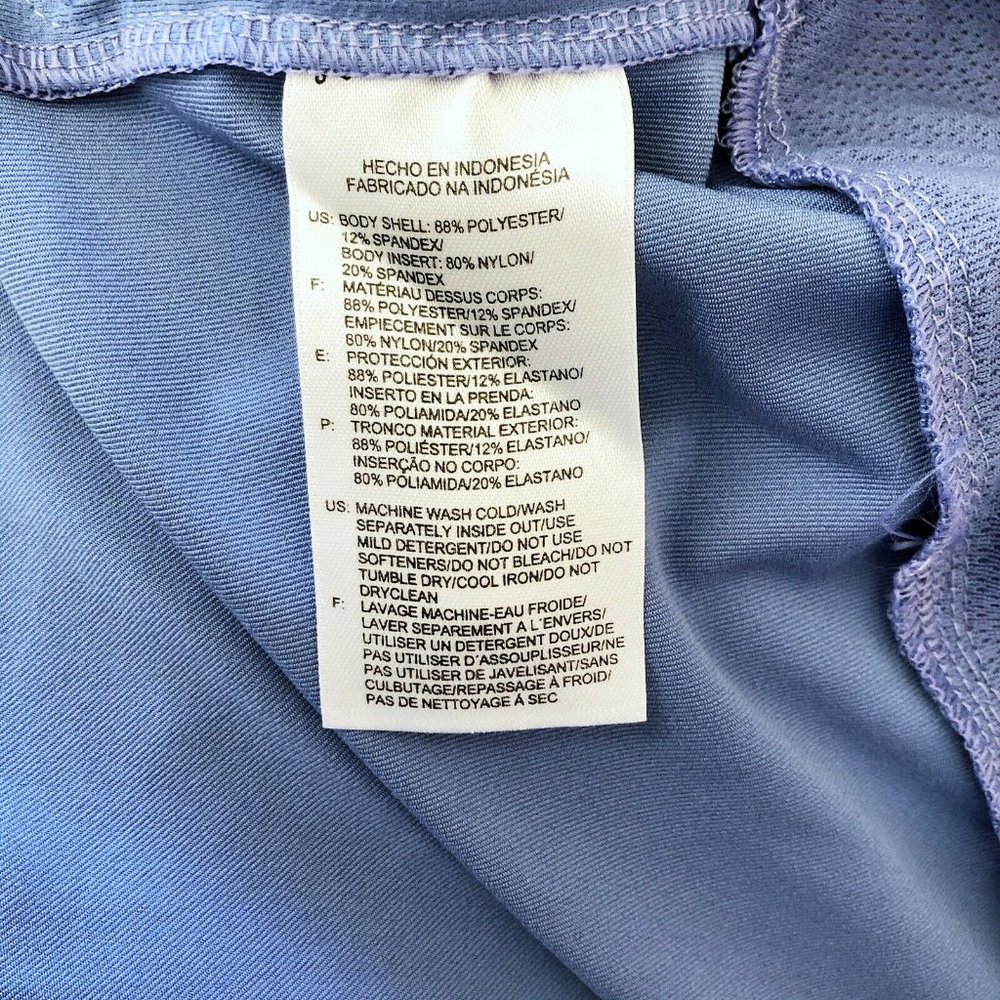 HECHO EN INDONESIA
FABRICADO NA INDONÉSIA
US: BODY SHELL: 88% POLYESTER/
12% SPANDEX/
BODY INSERT: 80% NYLON/
20% SPANDEX
F: MATÉRIAU DESSUS CORPS:
88% POLYESTER/12% SPANDEX/
EMPIECEMENT SUR LE CORPS:
80% NYLON/20% SPANDEX
E: PROTECCIÓN EXTERIOR:
88% POLIESTER/12% ELASTANO/
INSERTO EN LA PRENDA:
80% POLIAMIDA/20% ELASTANO
P: TRONCO MATERIAL EXTERIOR:
88% POLIÉSTER/12% ELASTANO/
INSERÇÃO NO CORPO:
80% POLIAMIDA/20% ELASTANO
US: MACHINE WASH COLD/WASH
SEPARATELY INSIDE OUT/USE
MILD DETERGENT/DO NOT USE
SOFTENERS/DO NOT BLEACH/DO NOT
TUMBLE DRY/COOL IRON/DO NOT
DRYCLEAN
F: LAVAGE MACHINE-EAU FROIDE/
LAVER SEPAREMENT A L´ENVERS/
UTILISER UN DETERGENT DOUX/DE
PAS UTILISER D´ASSOUPLISSEUR/NE
PAS UTILISER DE JAVELISANT/SANS
CULBUTAGE/REPASSAGE À FROID/
PAS DE NETTOYAGE Á SEC